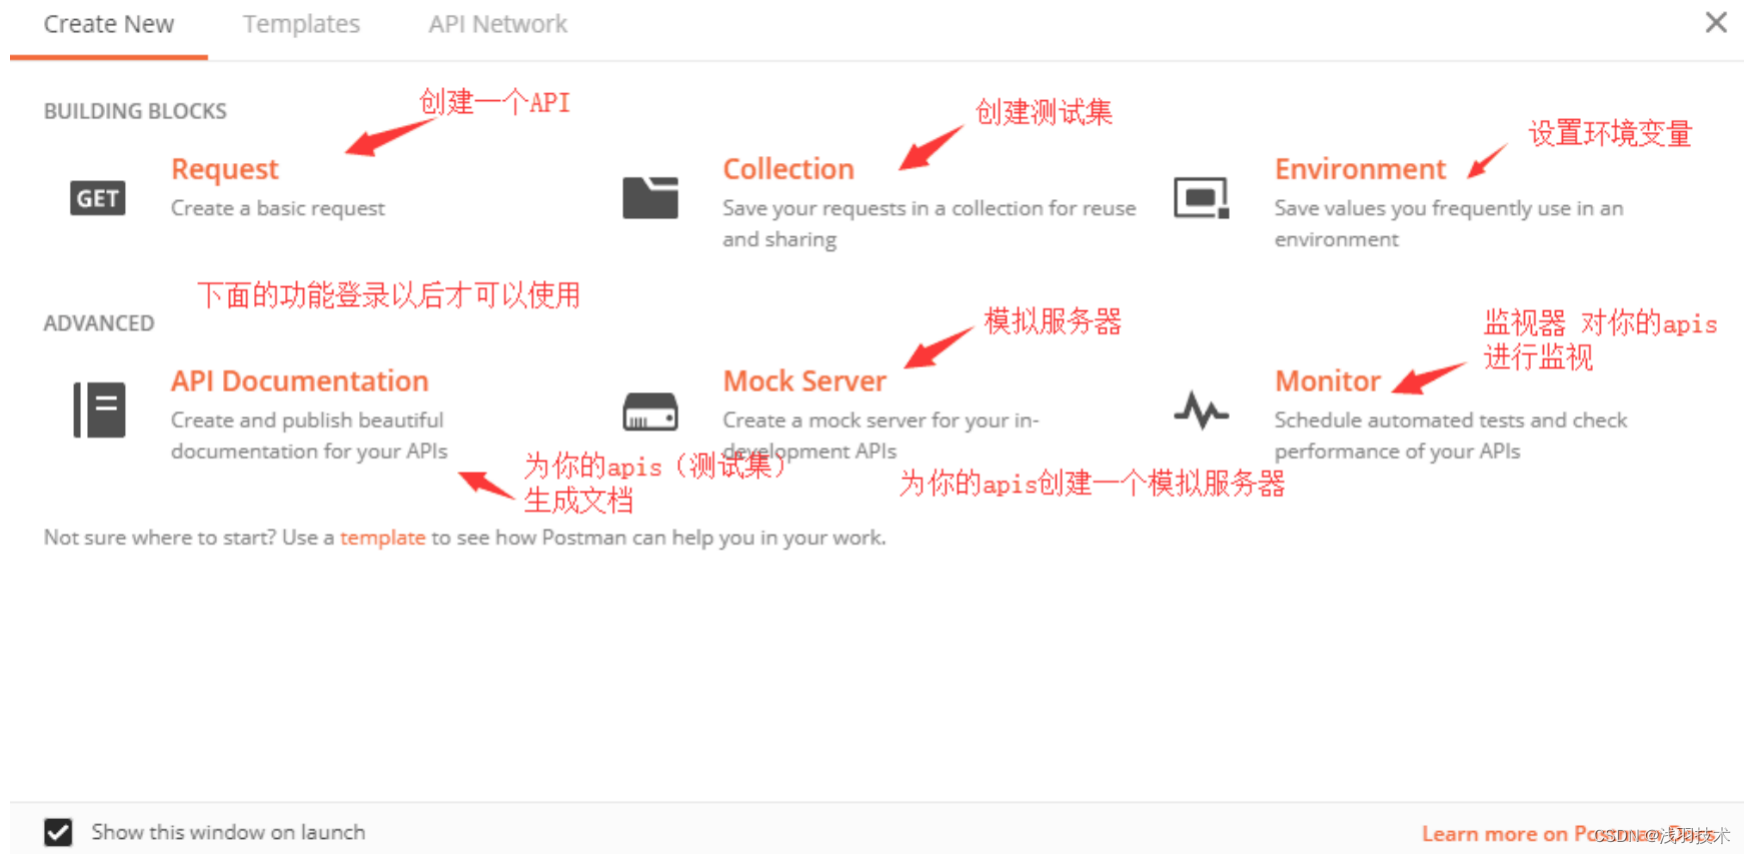 Create New
Templates
API Network
BUILDING BLOCKS
创建一个API
创建测试集
设置环境变量
GET
Request
Create a basic request
Collection
Save your requests in a collection for reuse
and sharing
Environment
Save values you frequently use in an
environment
下面的功能登录以后才可以使用
ADVANCED
模拟服务器
监视器 对你的apis
进行监视
API Documentation
Create and publish beautiful
documentation for your APIs
Mock Server
Create a mock server for your in-
development APIs
Monitor
Schedule automated tests and check
performance of your APIs
为你的apis（测试集）
生成文档
为你的apis创建一个模拟服务器
Not sure where to start? Use a template to see how Postman can help you in your work.
Show this window on launch
Learn more on Postman Docs
CSDN @浅羽技术